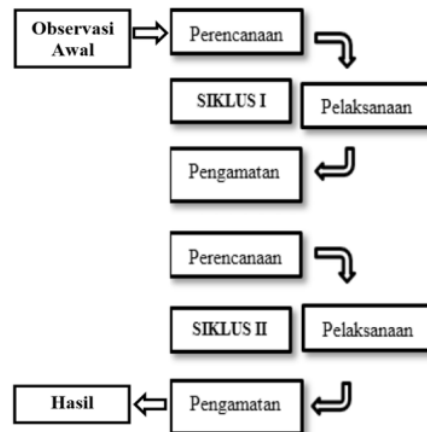 Observasi
Awal
Perencanaan
SIKLUS I
Pelaksanaan
Pengamatan
Perencanaan
SIKLUS II
Pelaksanaan
Hasil
Pengamatan